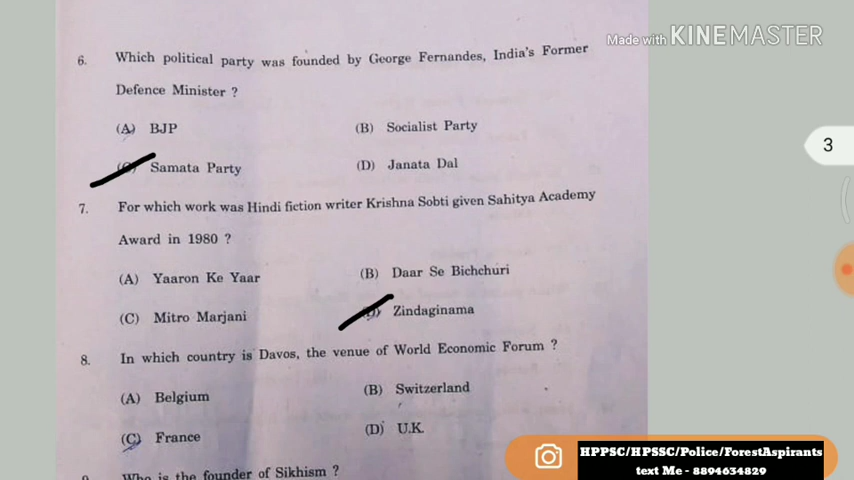 Made with KINEMASTER
6. Which political party was founded by George Fernandes, India's Former
Defence Minister ?
(A) BJP (B) Socialist Party
(C) Samata Party (D) Janata Dal
3
7. For which work was Hindi fiction writer Krishna Sobti given Sahitya Academy
Award in 1980 ?
(A) Yaaron Ke Yaar (B) Daar Se Bichchuri
(C) Mitro Marjani (D) Zindaginama
8. In which country is Davos, the venue of World Economic Forum ?
(A) Belgium (B) Switzerland
(C) France (D) U.K.
9. Who is the founder of Sikhism ?
HPPSC/HPSSC/Police/ForestAspirants
text Me - 8894634829